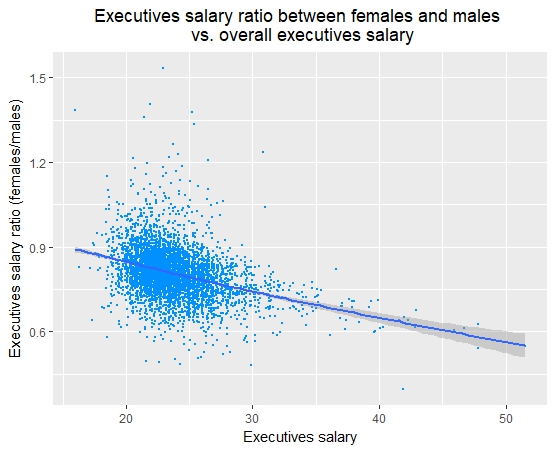 Executives salary ratio between females and males
vs. overall executives salary
Executives salary ratio (females/males)
1.5
1.2
0.9
0.6
20 30 40 50
Executives salary